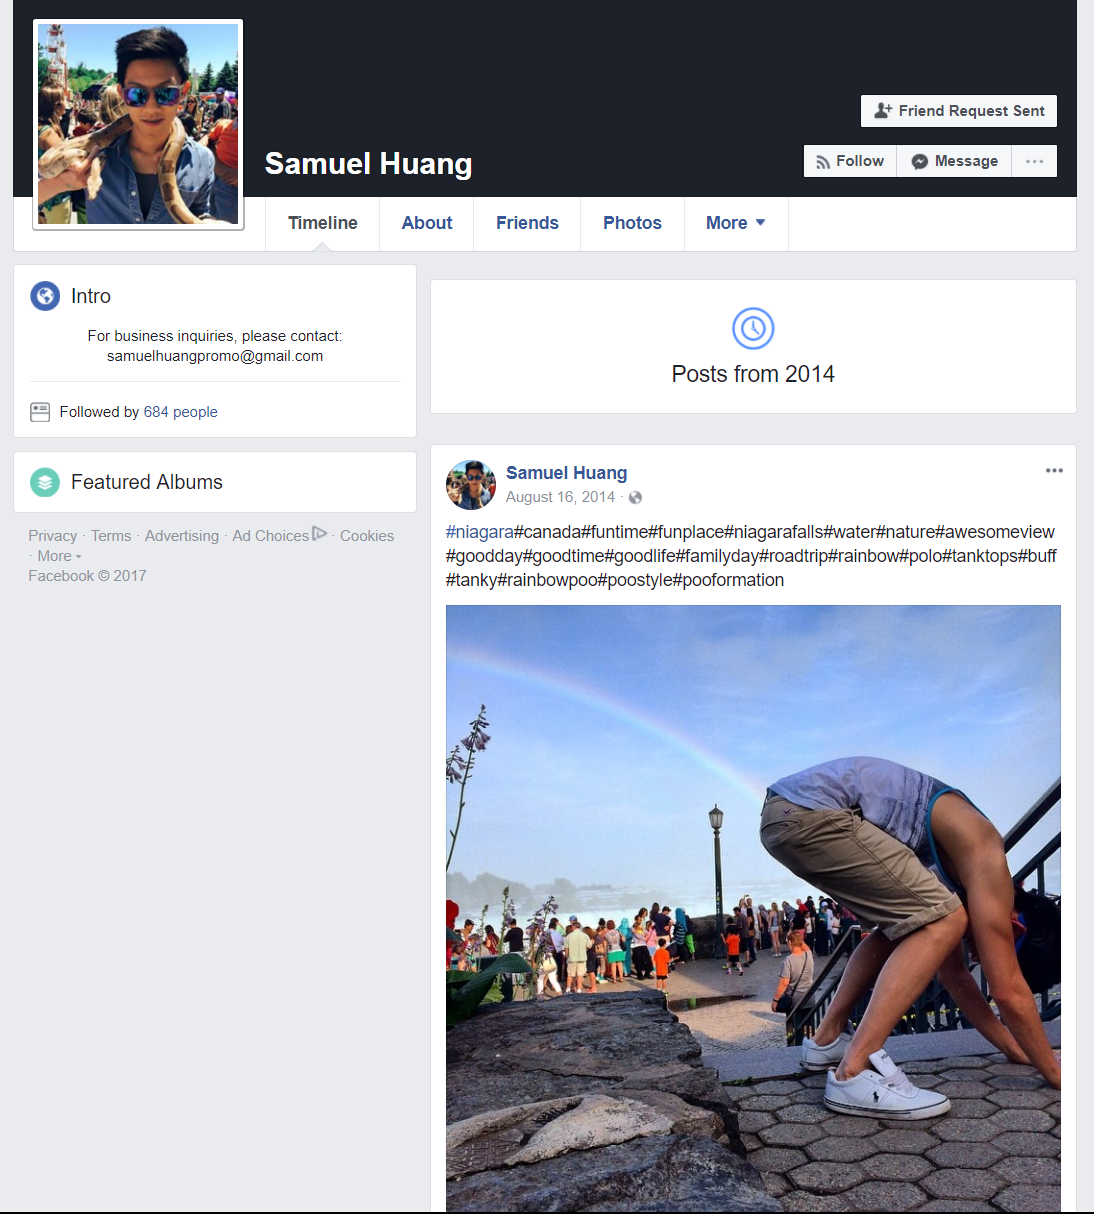 Friend Request Sent
Samuel Huang
Follow Message ...
Timeline About Friends Photos More
Intro
For business inquiries, please contact:
samuelhuangpromo@gmail.com
Followed by 684 people
Featured Albums
Privacy · Terms · Advertising · Ad Choices · Cookies
· More
Facebook © 2017
Posts from 2014
Samuel Huang
August 16, 2014 ·
#niagara#canada#funtime#funplace#niagarafalls#water#nature#awesomeview
#goodday#goodtime#goodlife#familyday#roadtrip#rainbow#polo#tanktops#buff
#tanky#rainbowpoo#poostyle#pooformation